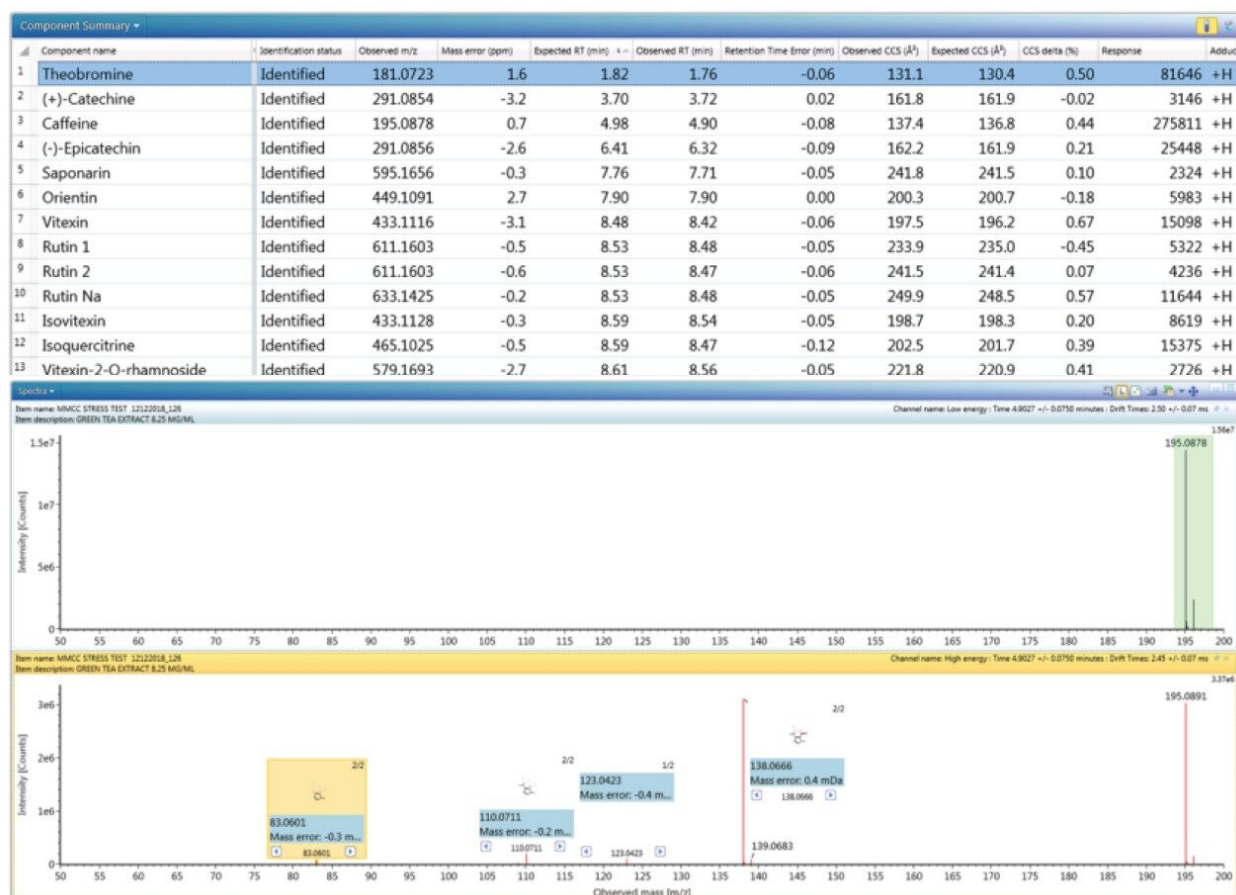 Component Summary
Component name Identification status Observed m/z Mass error (ppm) Expected RT (min) Observed RT (min) Retention Time Error (min) Observed CCS (Å²) Expected CCS (Å²) CCS delta (%) Response Adduc
1 Theobromine Identified 181.0723 1.6 1.82 1.76 -0.06 131.1 130.4 0.50 81646 +H
2 (+)-Catechine Identified 291.0854 -3.2 3.70 3.72 0.02 161.8 161.9 -0.02 3146 +H
3 Caffeine Identified 195.0878 0.7 4.98 4.90 -0.08 137.4 136.8 0.44 275811 +H
4 (-)-Epicatechin Identified 291.0856 -2.6 6.41 6.32 -0.09 162.2 161.9 0.21 25448 +H
5 Saponarin Identified 595.1656 -0.3 7.76 7.71 -0.05 241.8 241.5 0.10 2324 +H
6 Orientin Identified 449.1091 2.7 7.90 7.90 0.00 200.3 200.7 -0.18 5983 +H
7 Vitexin Identified 433.1116 -3.1 8.48 8.42 -0.06 197.5 196.2 0.67 15098 +H
8 Rutin 1 Identified 611.1603 -0.5 8.53 8.48 -0.05 233.9 235.0 -0.45 5322 +H
9 Rutin 2 Identified 611.1603 -0.6 8.53 8.47 -0.06 241.5 241.4 0.07 4236 +H
10 Rutin Na Identified 633.1425 -0.2 8.53 8.48 -0.05 249.9 248.5 0.57 11644 +H
11 Isovitexin Identified 433.1128 -0.3 8.59 8.54 -0.05 198.7 198.3 0.20 8619 +H
12 Isoquercitrine Identified 465.1025 -0.5 8.59 8.47 -0.12 202.5 201.7 0.39 15375 +H
13 Vitexin-2-O-rhamnoside Identified 579.1693 -2.7 8.61 8.56 -0.05 221.8 220.9 0.41 2726 +H
Spectra
Item name: MMCC STRESS TEST 12122018_126 Channel name: Low energy : Time 4.9027 +/- 0.0750 minutes : Drift Times: 2.50 +/- 0.07 ms
Item description: GREEN TEA EXTRACT 8.25 MG/ML
1.56e7
1.5e7
195.0878
1e7
Intensity [Counts]
5e6
0
50 55 60 65 70 75 80 85 90 95 100 105 110 115 120 125 130 135 140 145 150 155 160 165 170 175 180 185 190 195 200
Item name: MMCC STRESS TEST 12122018_126 Channel name: High energy : Time 4.9027 +/- 0.0750 minutes : Drift Times: 2.45 +/- 0.07 ms
Item description: GREEN TEA EXTRACT 8.25 MG/ML
3.37e6
3e6
195.0891
2/2
2e6
2/2
2/2
1/2
138.0666
Mass error: 0.4 mDa
138.0666
123.0423
Mass error: -0.4 m...
Intensity [Counts]
1e6
83.0601
Mass error: -0.3 m...
83.0601
110.0711
Mass error: -0.2 m...
110.0711
123.0423
139.0683
0
50 55 60 65 70 75 80 85 90 95 100 105 110 115 120 125 130 135 140 145 150 155 160 165 170 175 180 185 190 195 200
Observed mass [m/z]